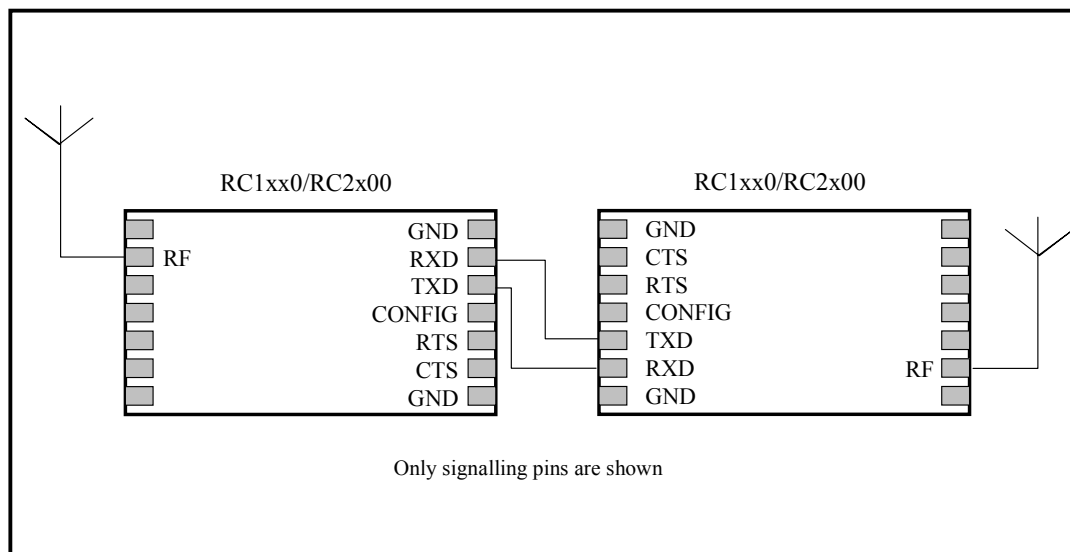 RC1xx0/RC2x00
RF
GND
RXD
TXD
CONFIG
RTS
CTS
GND
RC1xx0/RC2x00
GND
CTS
RTS
CONFIG
TXD
RXD
GND
RF
Only signalling pins are shown